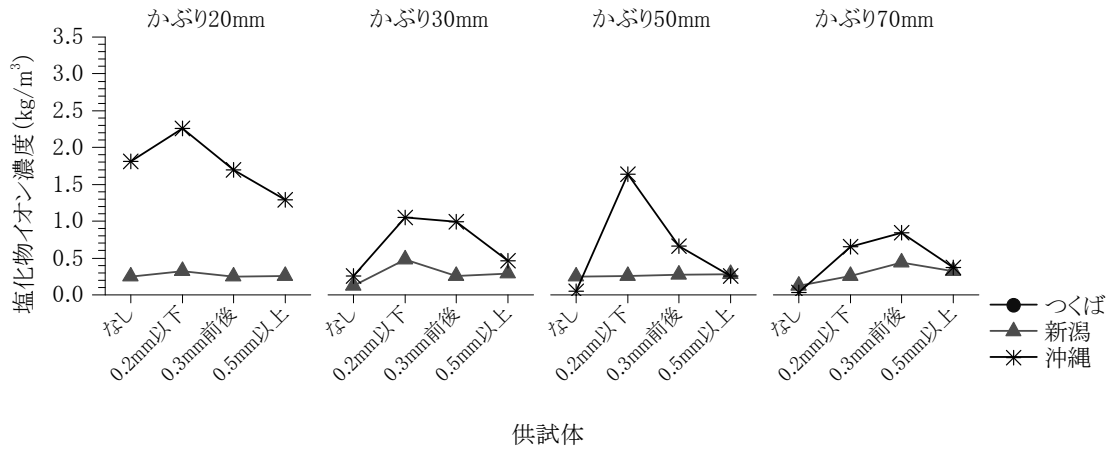 かぶり20mm
かぶり30mm
かぶり50mm
かぶり70mm
塩化物イオン濃度(kg/m³)
3.5
3.0
2.5
2.0
1.5
1.0
0.5
0.0
なし
0.2mm以下
0.3mm前後
0.5mm以上
なし
0.2mm以下
0.3mm前後
0.5mm以上
なし
0.2mm以下
0.3mm前後
0.5mm以上
なし
0.2mm以下
0.3mm前後
0.5mm以上
つくば
新潟
沖縄
供試体